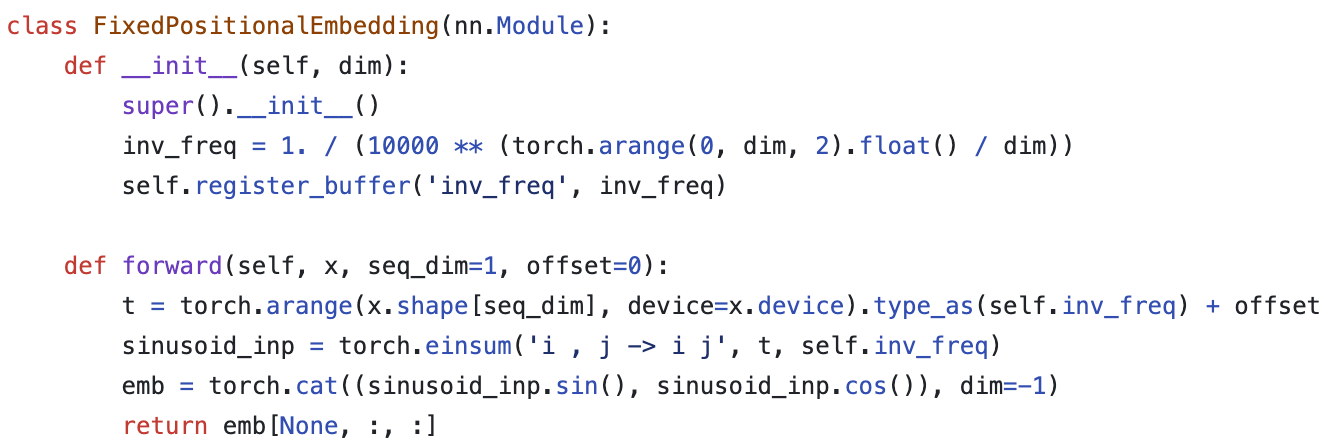 class FixedPositionalEmbedding(nn.Module):
    def __init__(self, dim):
        super().__init__()
        inv_freq = 1. / (10000 ** (torch.arange(0, dim, 2).float() / dim))
        self.register_buffer('inv_freq', inv_freq)

    def forward(self, x, seq_dim=1, offset=0):
        t = torch.arange(x.shape[seq_dim], device=x.device).type_as(self.inv_freq) + offset
        sinusoid_inp = torch.einsum('i , j -> i j', t, self.inv_freq)
        emb = torch.cat((sinusoid_inp.sin(), sinusoid_inp.cos()), dim=-1)
        return emb[None, :, :]